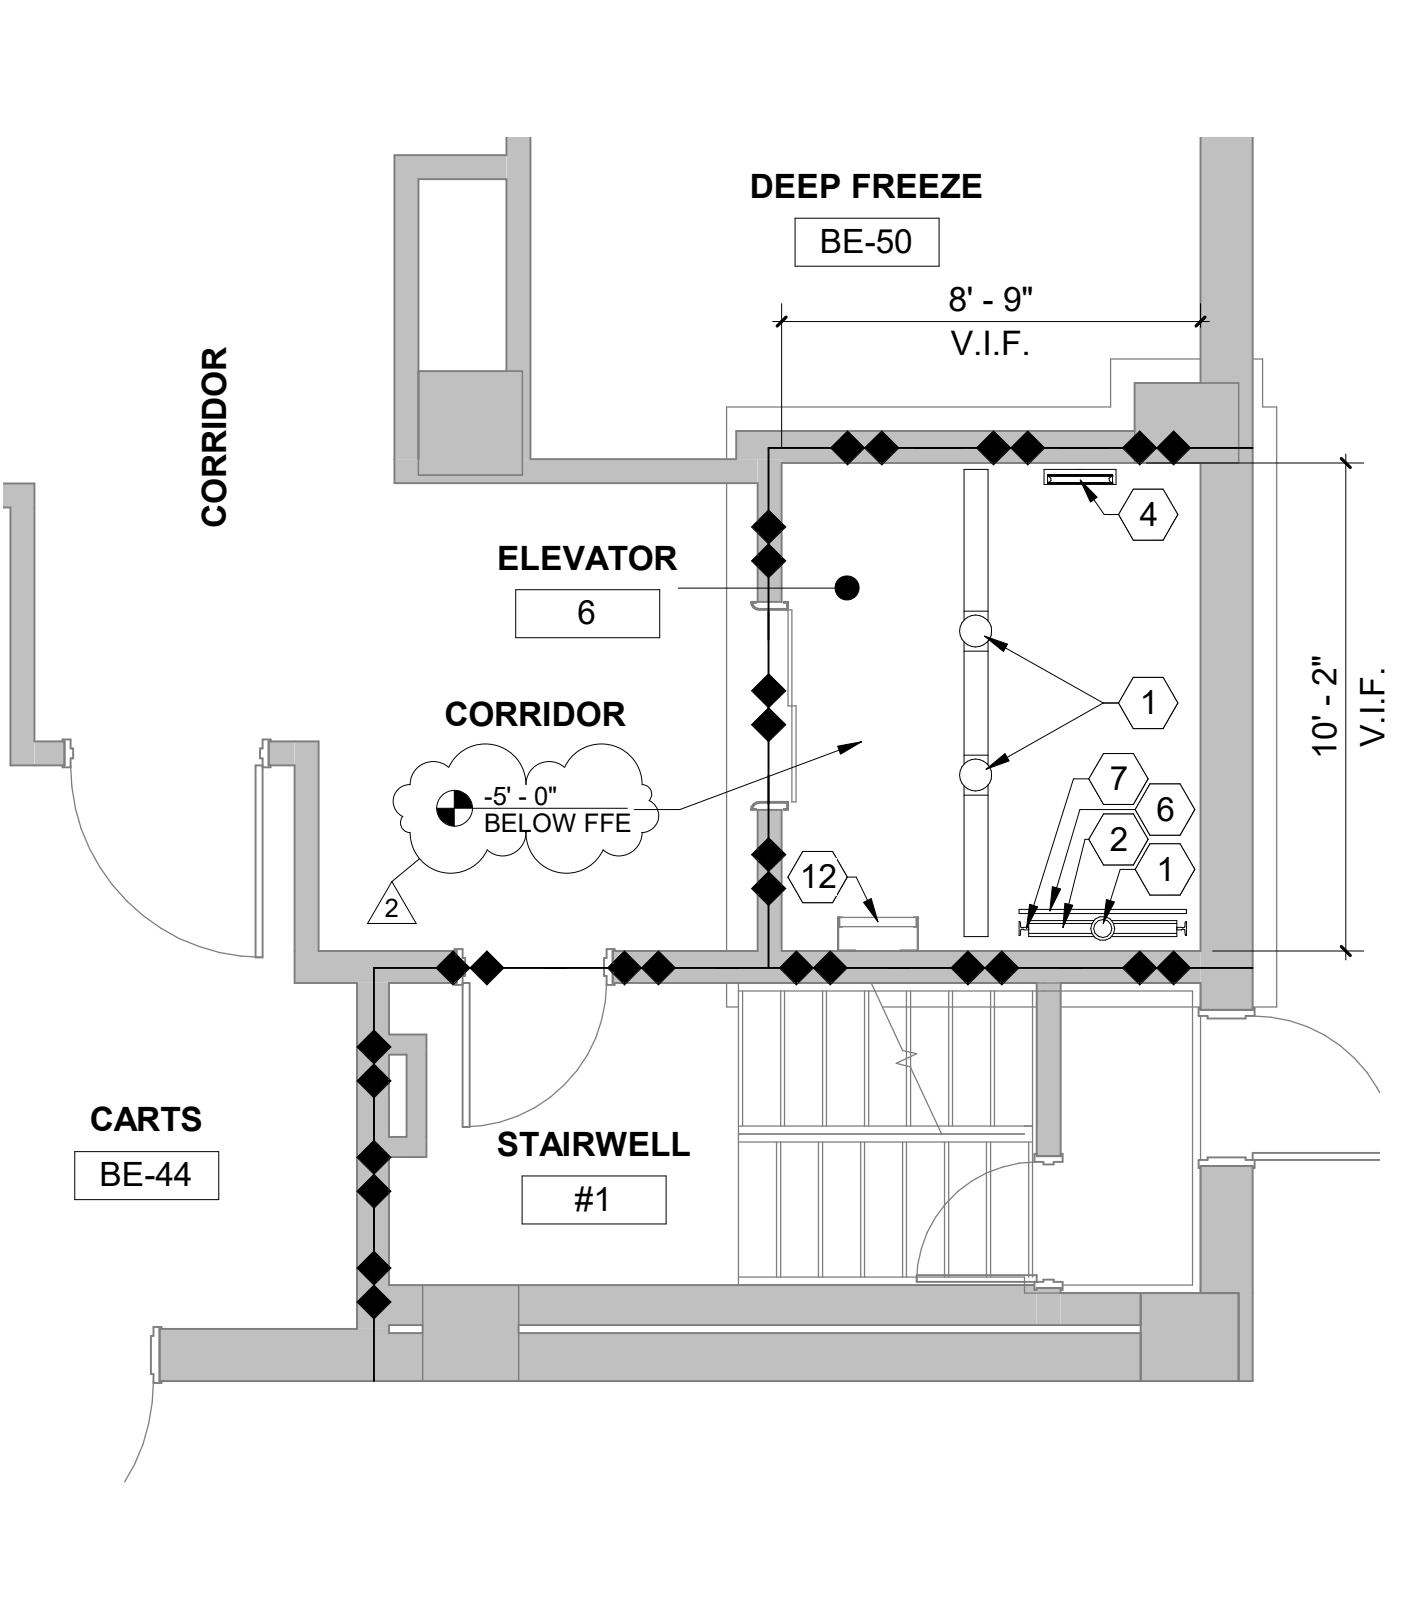 DEEP FREEZE
BE-50
8' - 9"
V.I.F.
CORRIDOR
4
ELEVATOR
6
10' - 2"
V.I.F.
1
CORRIDOR
-5' - 0"
BELOW FFE
2
7
6
2
1
12
CARTS
BE-44
STAIRWELL
#1